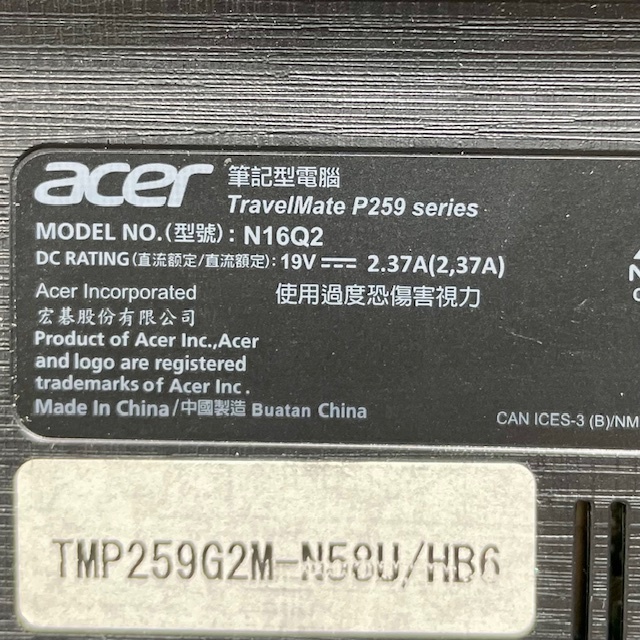 acer 筆記型電腦
TravelMate P259 series
MODEL NO.(型號): N16Q2
DC RATING(直流額定/直流额定): 19V⎓ 2.37A(2,37A)
Acer Incorporated 使用過度恐傷害視力
宏碁股份有限公司
Product of Acer Inc.,Acer
and logo are registered
trademarks of Acer Inc.
Made In China/中國製造 Buatan China
CAN ICES-3 (B)/NM
TMP259G2M-N58U/HB6